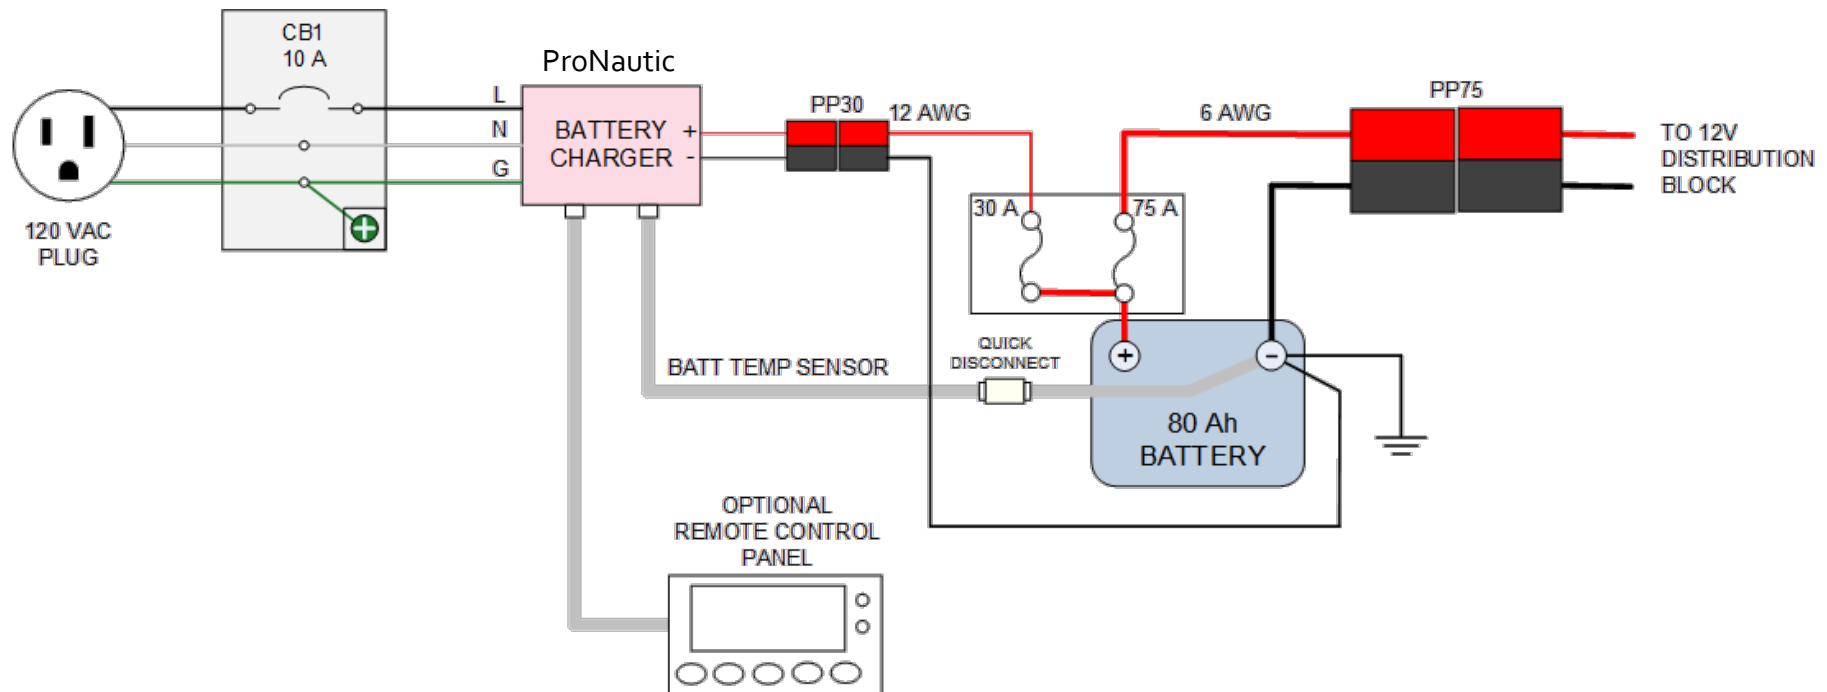 CB1
10 A
ProNautic
L
N
G
BATTERY
CHARGER
+
-
PP30
12 AWG
6 AWG
PP75
TO 12V
DISTRIBUTION
BLOCK
120 VAC
PLUG
30 A
75 A
QUICK
DISCONNECT
BATT TEMP SENSOR
+
-
80 Ah
BATTERY
OPTIONAL
REMOTE CONTROL
PANEL